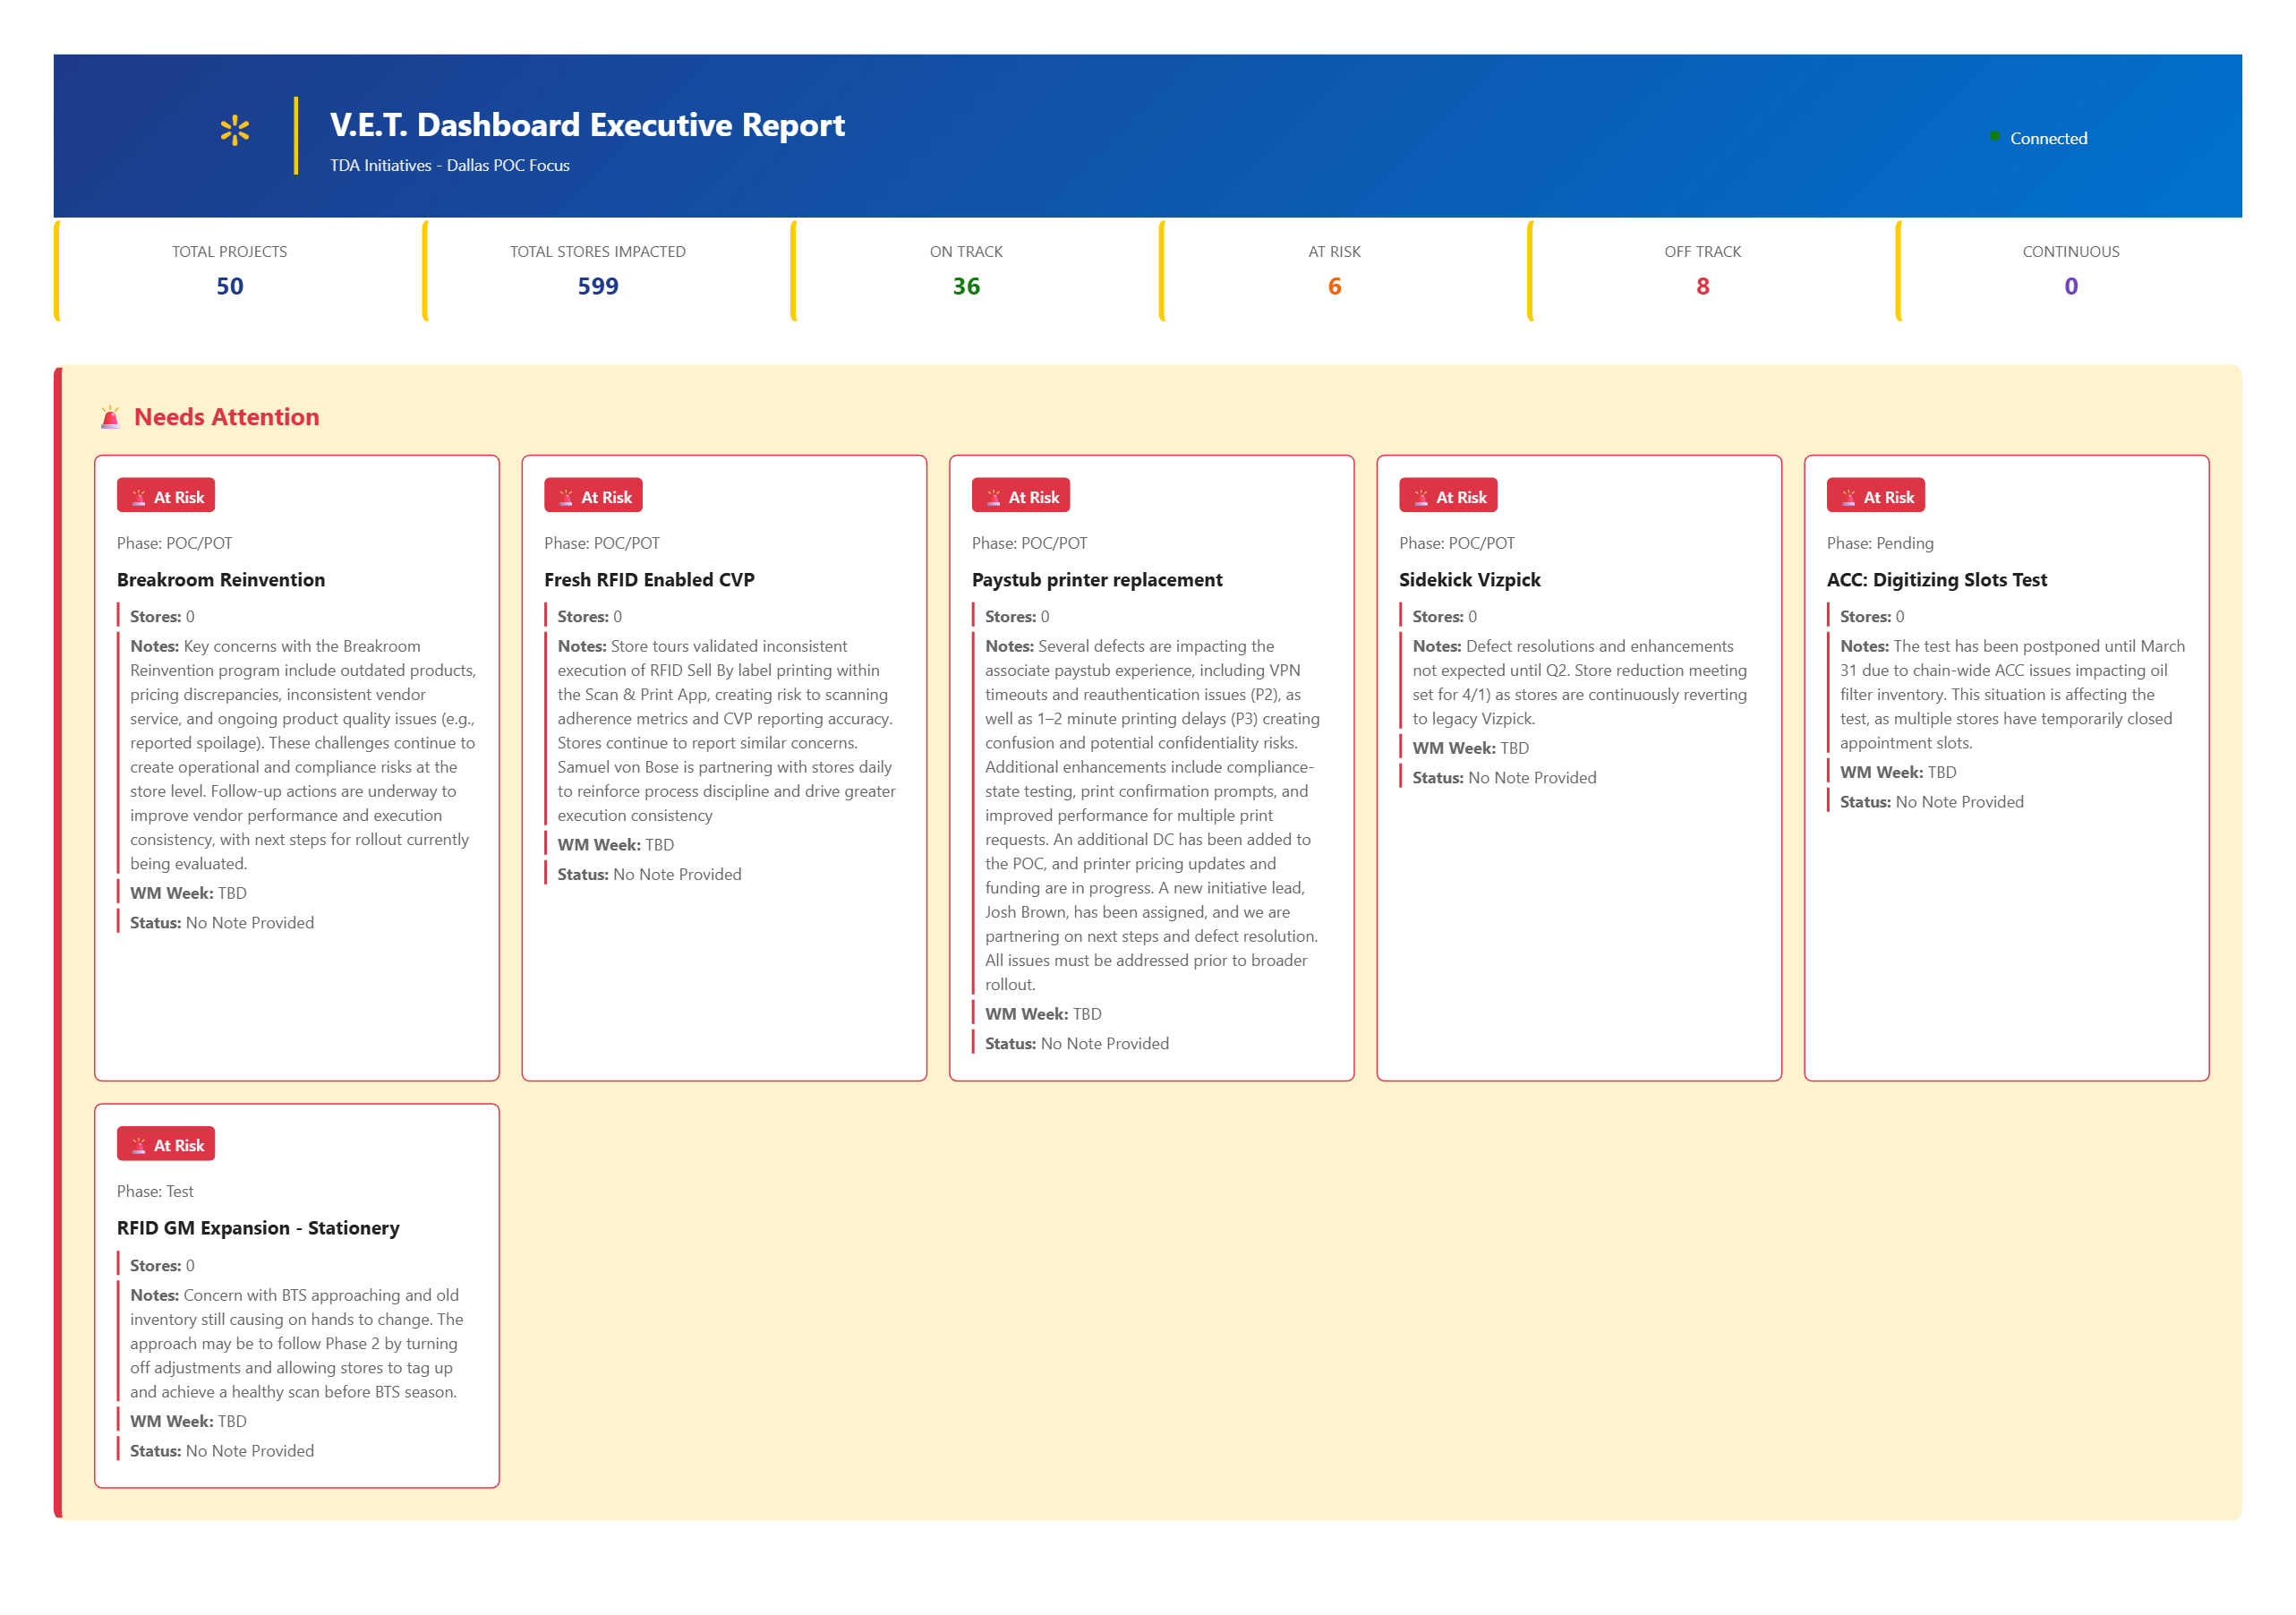 V.E.T. Dashboard Executive Report
TDA Initiatives - Dallas POC Focus
Connected
TOTAL PROJECTS
50
TOTAL STORES IMPACTED
599
ON TRACK
36
AT RISK
6
OFF TRACK
8
CONTINUOUS
0
Needs Attention
At Risk
Phase: POC/POT
Breakroom Reinvention
Stores: 0
Notes: Key concerns with the Breakroom
Reinvention program include outdated products,
pricing discrepancies, inconsistent vendor
service, and ongoing product quality issues (e.g.,
reported spoilage). These challenges continue to
create operational and compliance risks at the
store level. Follow-up actions are underway to
improve vendor performance and execution
consistency, with next steps for rollout currently
being evaluated.
WM Week: TBD
Status: No Note Provided
At Risk
Phase: POC/POT
Fresh RFID Enabled CVP
Stores: 0
Notes: Store tours validated inconsistent
execution of RFID Sell By label printing within
the Scan & Print App, creating risk to scanning
adherence metrics and CVP reporting accuracy.
Stores continue to report similar concerns.
Samuel von Bose is partnering with stores daily
to reinforce process discipline and drive greater
execution consistency
WM Week: TBD
Status: No Note Provided
At Risk
Phase: POC/POT
Paystub printer replacement
Stores: 0
Notes: Several defects are impacting the
associate paystub experience, including VPN
timeouts and reauthentication issues (P2), as
well as 1–2 minute printing delays (P3) creating
confusion and potential confidentiality risks.
Additional enhancements include compliance-
state testing, print confirmation prompts, and
improved performance for multiple print
requests. An additional DC has been added to
the POC, and printer pricing updates and
funding are in progress. A new initiative lead,
Josh Brown, has been assigned, and we are
partnering on next steps and defect resolution.
All issues must be addressed prior to broader
rollout.
WM Week: TBD
Status: No Note Provided
At Risk
Phase: POC/POT
Sidekick Vizpick
Stores: 0
Notes: Defect resolutions and enhancements
not expected until Q2. Store reduction meeting
set for 4/1) as stores are continuously reverting
to legacy Vizpick.
WM Week: TBD
Status: No Note Provided
At Risk
Phase: Pending
ACC: Digitizing Slots Test
Stores: 0
Notes: The test has been postponed until March
31 due to chain-wide ACC issues impacting oil
filter inventory. This situation is affecting the
test, as multiple stores have temporarily closed
appointment slots.
WM Week: TBD
Status: No Note Provided
At Risk
Phase: Test
RFID GM Expansion - Stationery
Stores: 0
Notes: Concern with BTS approaching and old
inventory still causing on hands to change. The
approach may be to follow Phase 2 by turning
off adjustments and allowing stores to tag up
and achieve a healthy scan before BTS season.
WM Week: TBD
Status: No Note Provided